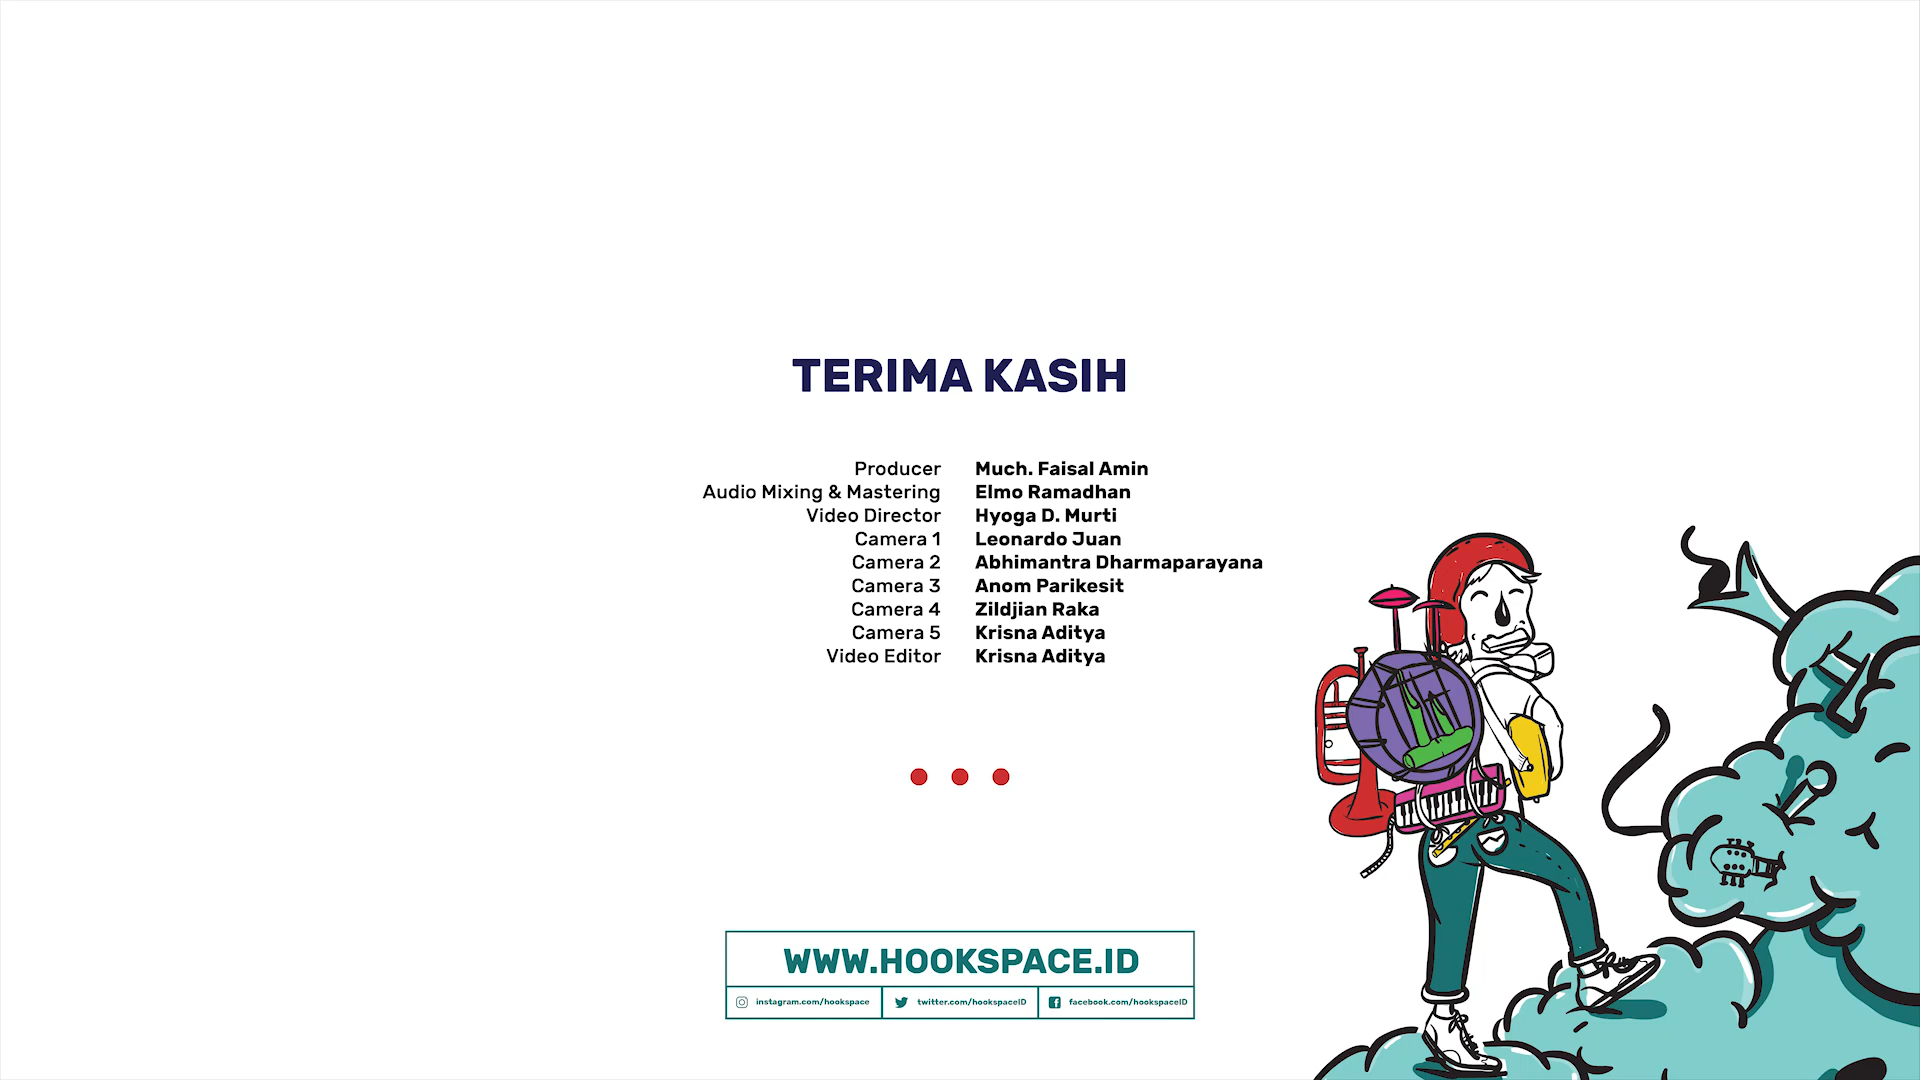 TERIMA KASIH
Producer Much. Faisal Amin
Audio Mixing & Mastering Elmo Ramadhan
Video Director Hyoga D. Murti
Camera 1 Leonardo Juan
Camera 2 Abhimantra Dharmaparayana
Camera 3 Anom Parikesit
Camera 4 Zildjian Raka
Camera 5 Krisna Aditya
Video Editor Krisna Aditya
WWW.HOOKSPACE.ID
instagram.com/hookspace twitter.com/hookspaceID facebook.com/hookspaceID